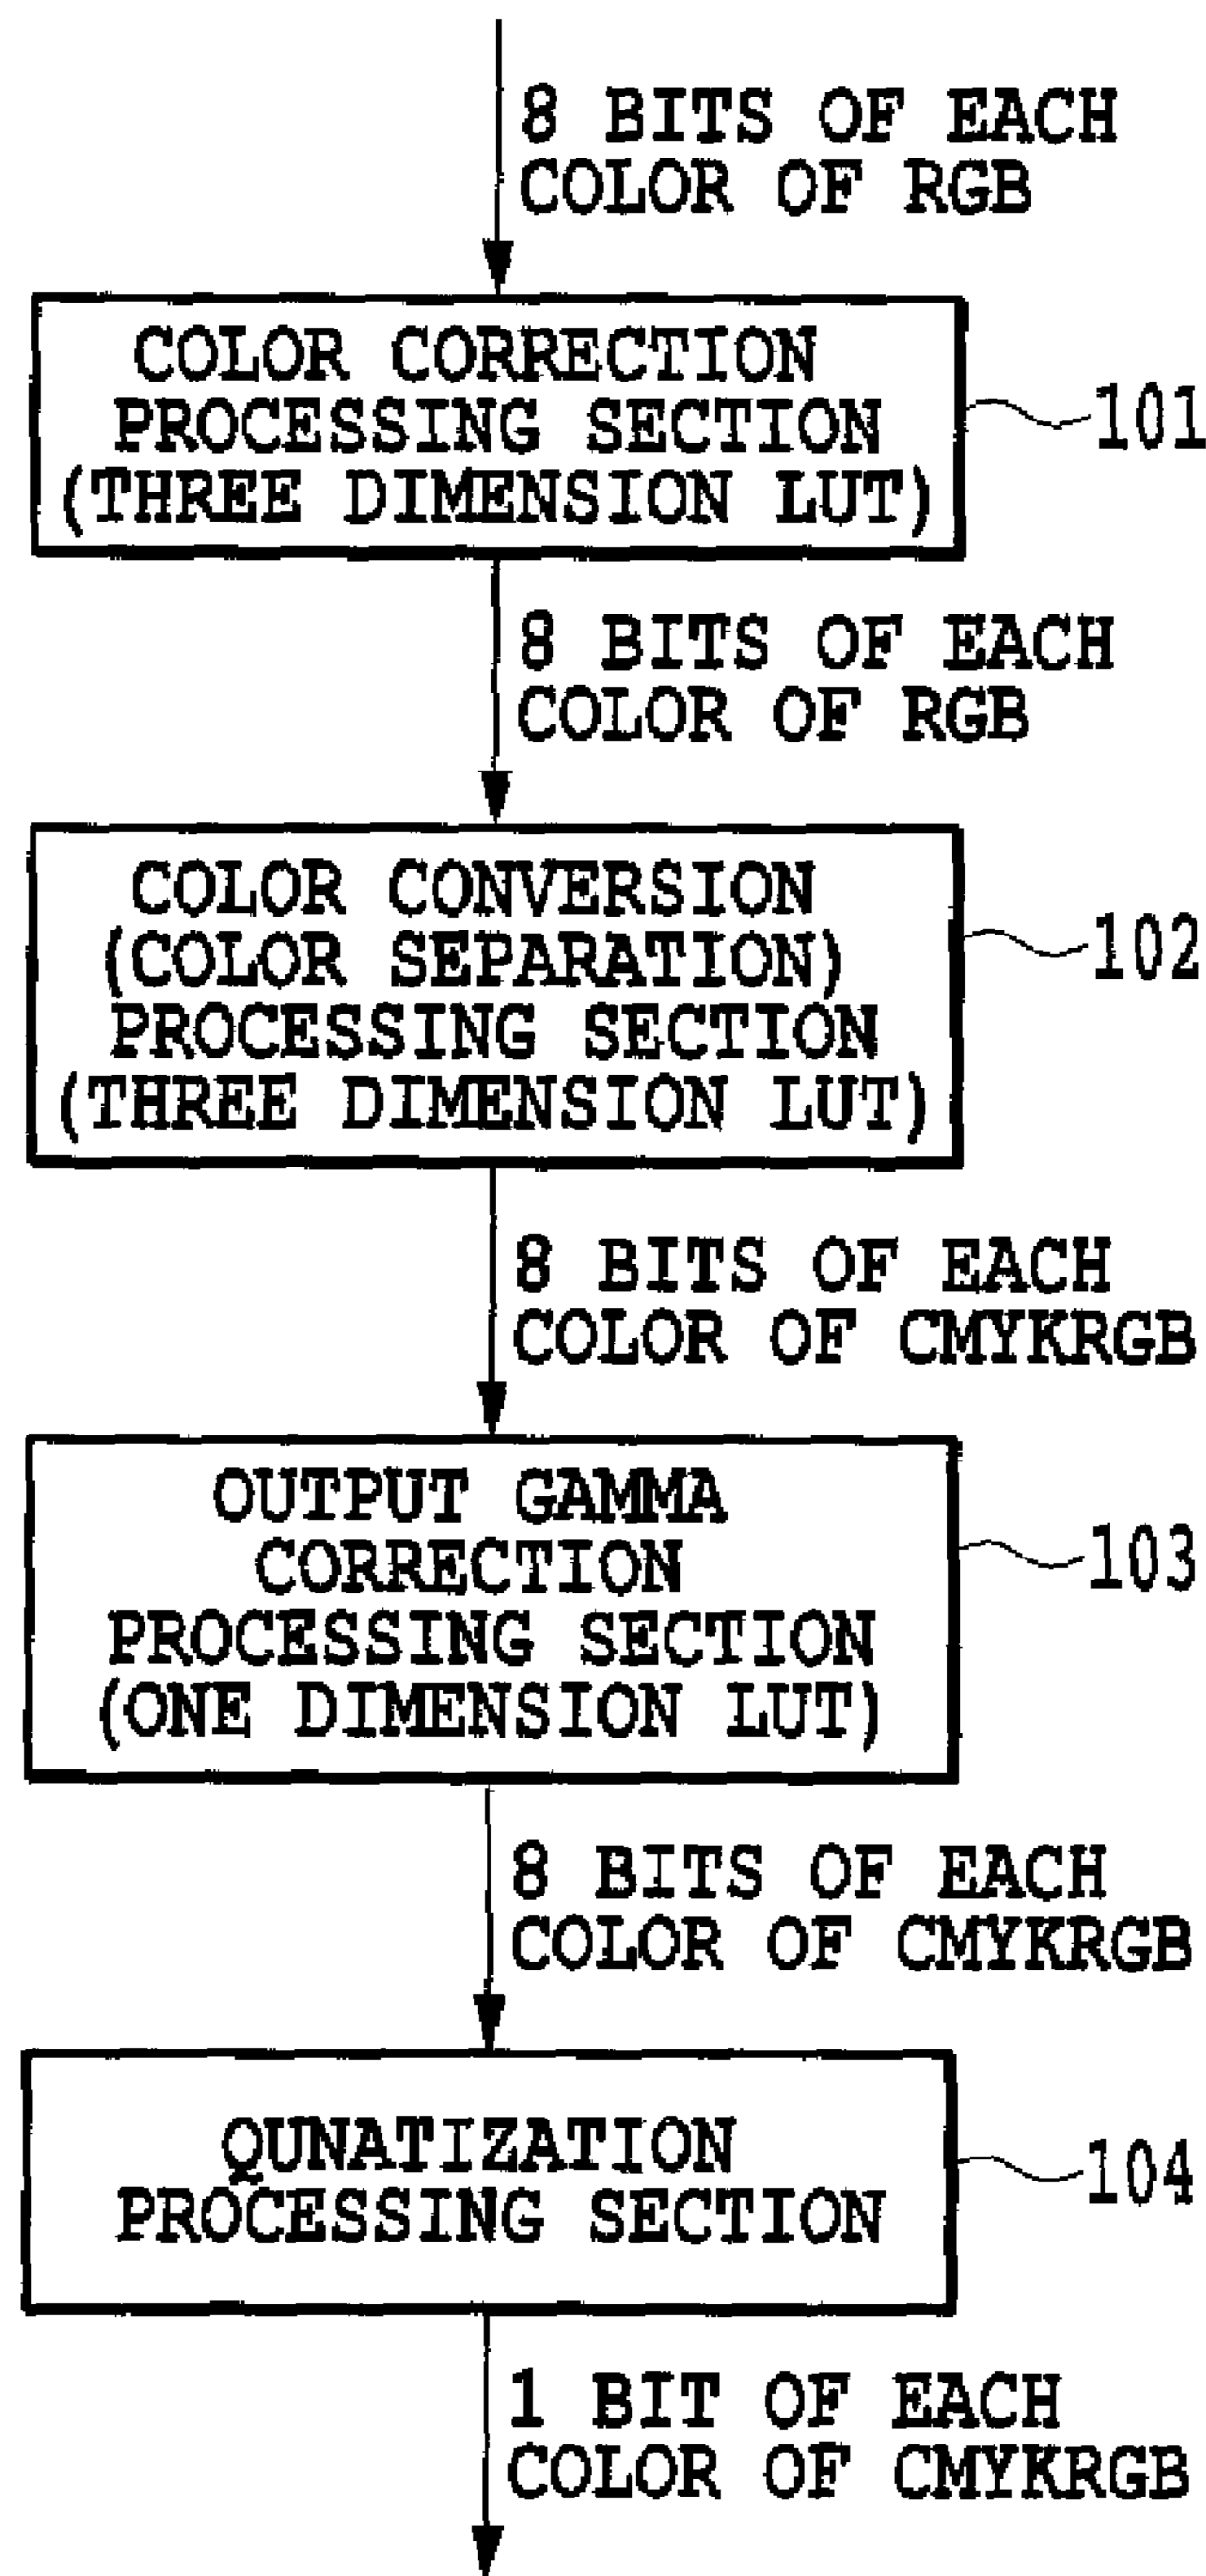 8 BITS OF EACH
COLOR OF RGB
COLOR CORRECTION
PROCESSING SECTION
(THREE DIMENSION LUT)
101
8 BITS OF EACH
COLOR OF RGB
COLOR CONVERSION
(COLOR SEPARATION)
PROCESSING SECTION
(THREE DIMENSION LUT)
102
8 BITS OF EACH
COLOR OF CMYKRGB
OUTPUT GAMMA
CORRECTION
PROCESSING SECTION
(ONE DIMENSION LUT)
103
8 BITS OF EACH
COLOR OF CMYKRGB
QUNATIZATION
PROCESSING SECTION
104
1 BIT OF EACH
COLOR OF CMYKRGB